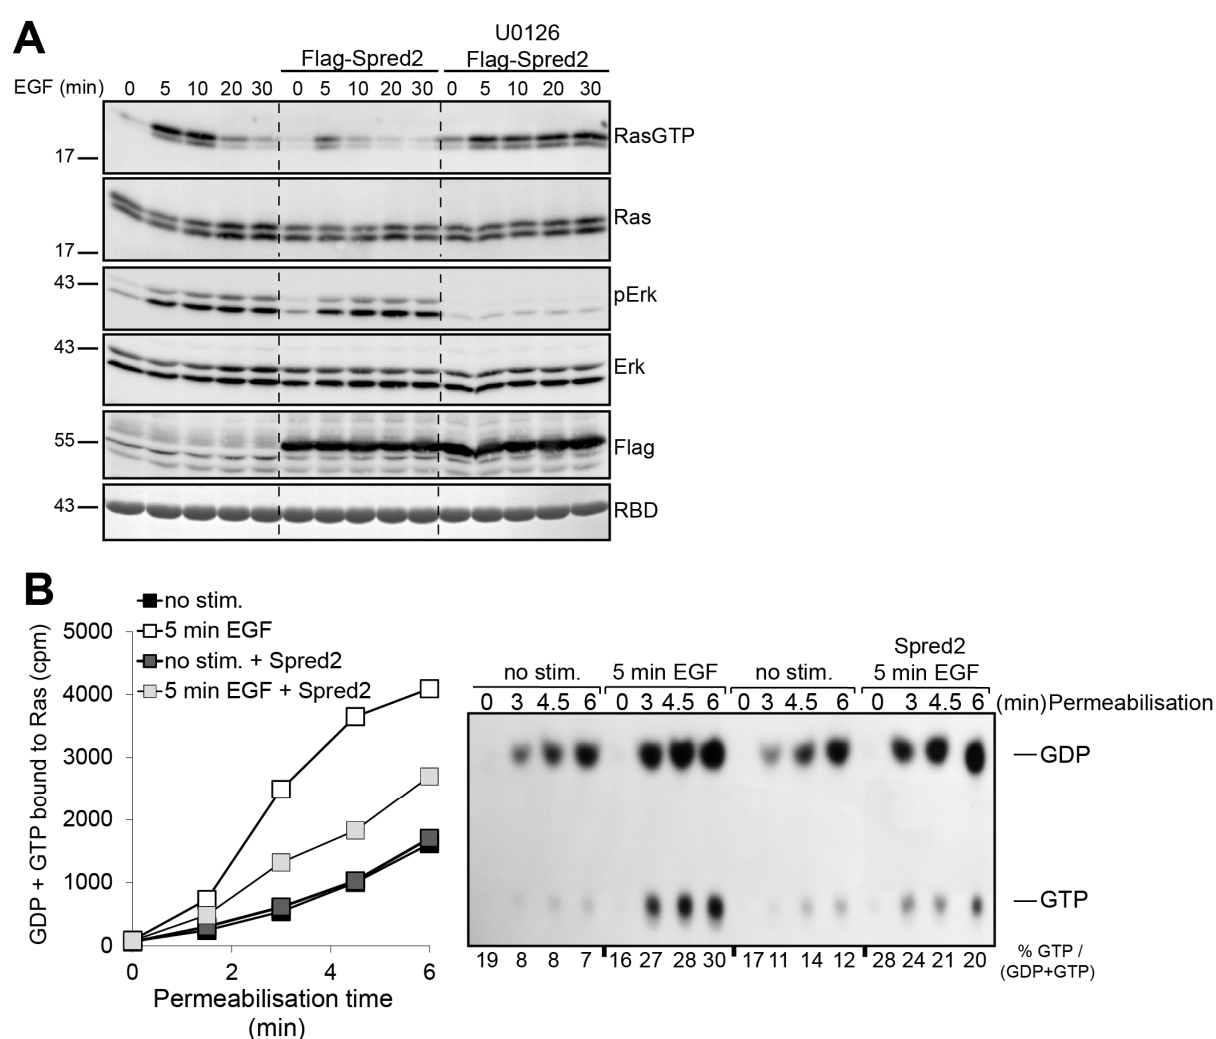 A
U0126
Flag-Spred2 Flag-Spred2
EGF (min) 0 5 10 20 30 0 5 10 20 30 0 5 10 20 30
RasGTP
17
Ras
17
43
pErk
43
Erk
55
Flag
43
RBD
B
no stim.
5 min EGF
no stim. + Spred2
5 min EGF + Spred2
GDP + GTP bound to Ras (cpm)
5000
4000
3000
2000
1000
0
0 2 4 6
Permeabilisation time
(min)
Spred2
no stim. 5 min EGF no stim. 5 min EGF
0 3 4.5 6 0 3 4.5 6 0 3 4.5 6 0 3 4.5 6 (min)Permeabilisation
GDP
GTP
19 8 8 7 16 27 28 30 17 11 14 12 28 24 21 20
% GTP /
(GDP+GTP)